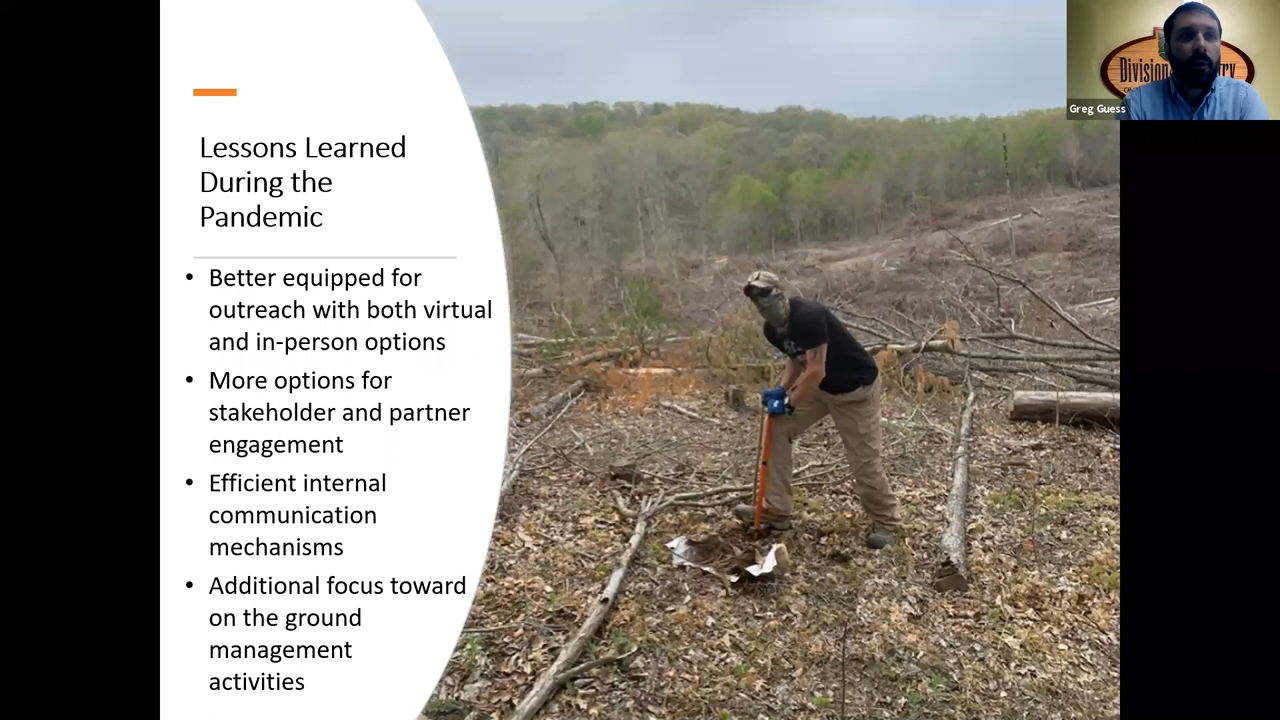 Lessons Learned
During the
Pandemic
• Better equipped for
outreach with both virtual
and in-person options
• More options for
stakeholder and partner
engagement
• Efficient internal
communication
mechanisms
• Additional focus toward
on the ground
management
activities
Division
Greg Guess